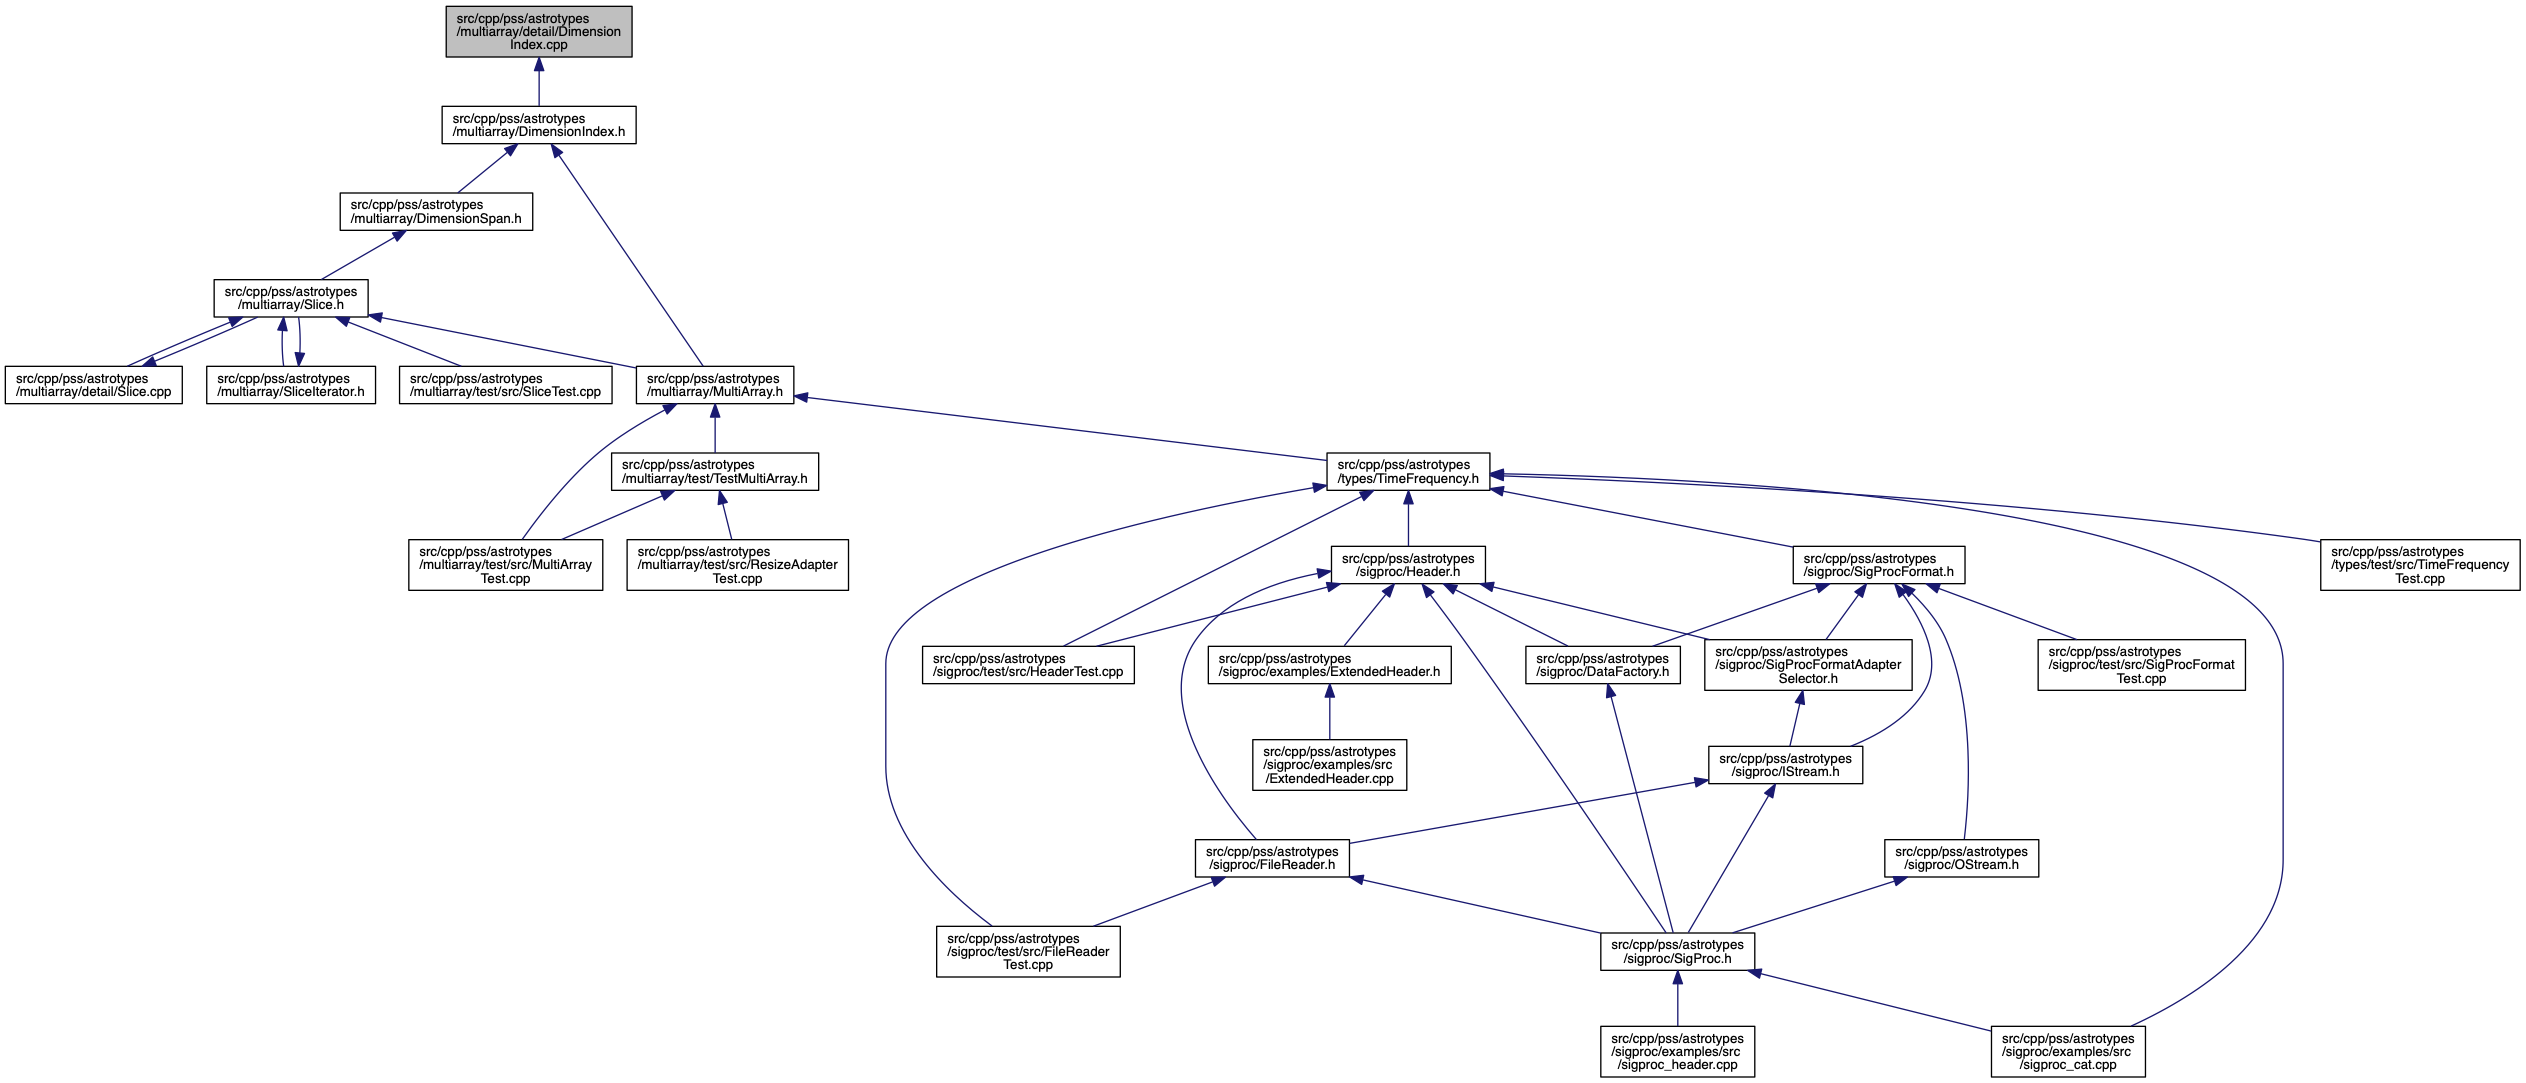 src/cpp/pss/astrotypes
/multiarray/detail/Dimension
Index.cpp
src/cpp/pss/astrotypes
/multiarray/DimensionIndex.h
src/cpp/pss/astrotypes
/multiarray/DimensionSpan.h
src/cpp/pss/astrotypes
/multiarray/Slice.h
src/cpp/pss/astrotypes
/multiarray/detail/Slice.cpp
src/cpp/pss/astrotypes
/multiarray/SliceIterator.h
src/cpp/pss/astrotypes
/multiarray/test/src/SliceTest.cpp
src/cpp/pss/astrotypes
/multiarray/MultiArray.h
src/cpp/pss/astrotypes
/multiarray/test/TestMultiArray.h
src/cpp/pss/astrotypes
/types/TimeFrequency.h
src/cpp/pss/astrotypes
/multiarray/test/src/MultiArray
Test.cpp
src/cpp/pss/astrotypes
/multiarray/test/src/ResizeAdapter
Test.cpp
src/cpp/pss/astrotypes
/sigproc/Header.h
src/cpp/pss/astrotypes
/sigproc/SigProcFormat.h
src/cpp/pss/astrotypes
/types/test/src/TimeFrequency
Test.cpp
src/cpp/pss/astrotypes
/sigproc/test/src/HeaderTest.cpp
src/cpp/pss/astrotypes
/sigproc/examples/ExtendedHeader.h
src/cpp/pss/astrotypes
/sigproc/DataFactory.h
src/cpp/pss/astrotypes
/sigproc/SigProcFormatAdapter
Selector.h
src/cpp/pss/astrotypes
/sigproc/test/src/SigProcFormat
Test.cpp
src/cpp/pss/astrotypes
/sigproc/examples/src
/ExtendedHeader.cpp
src/cpp/pss/astrotypes
/sigproc/IStream.h
src/cpp/pss/astrotypes
/sigproc/FileReader.h
src/cpp/pss/astrotypes
/sigproc/OStream.h
src/cpp/pss/astrotypes
/sigproc/test/src/FileReader
Test.cpp
src/cpp/pss/astrotypes
/sigproc/SigProc.h
src/cpp/pss/astrotypes
/sigproc/examples/src
/sigproc_header.cpp
src/cpp/pss/astrotypes
/sigproc/examples/src
/sigproc_cat.cpp